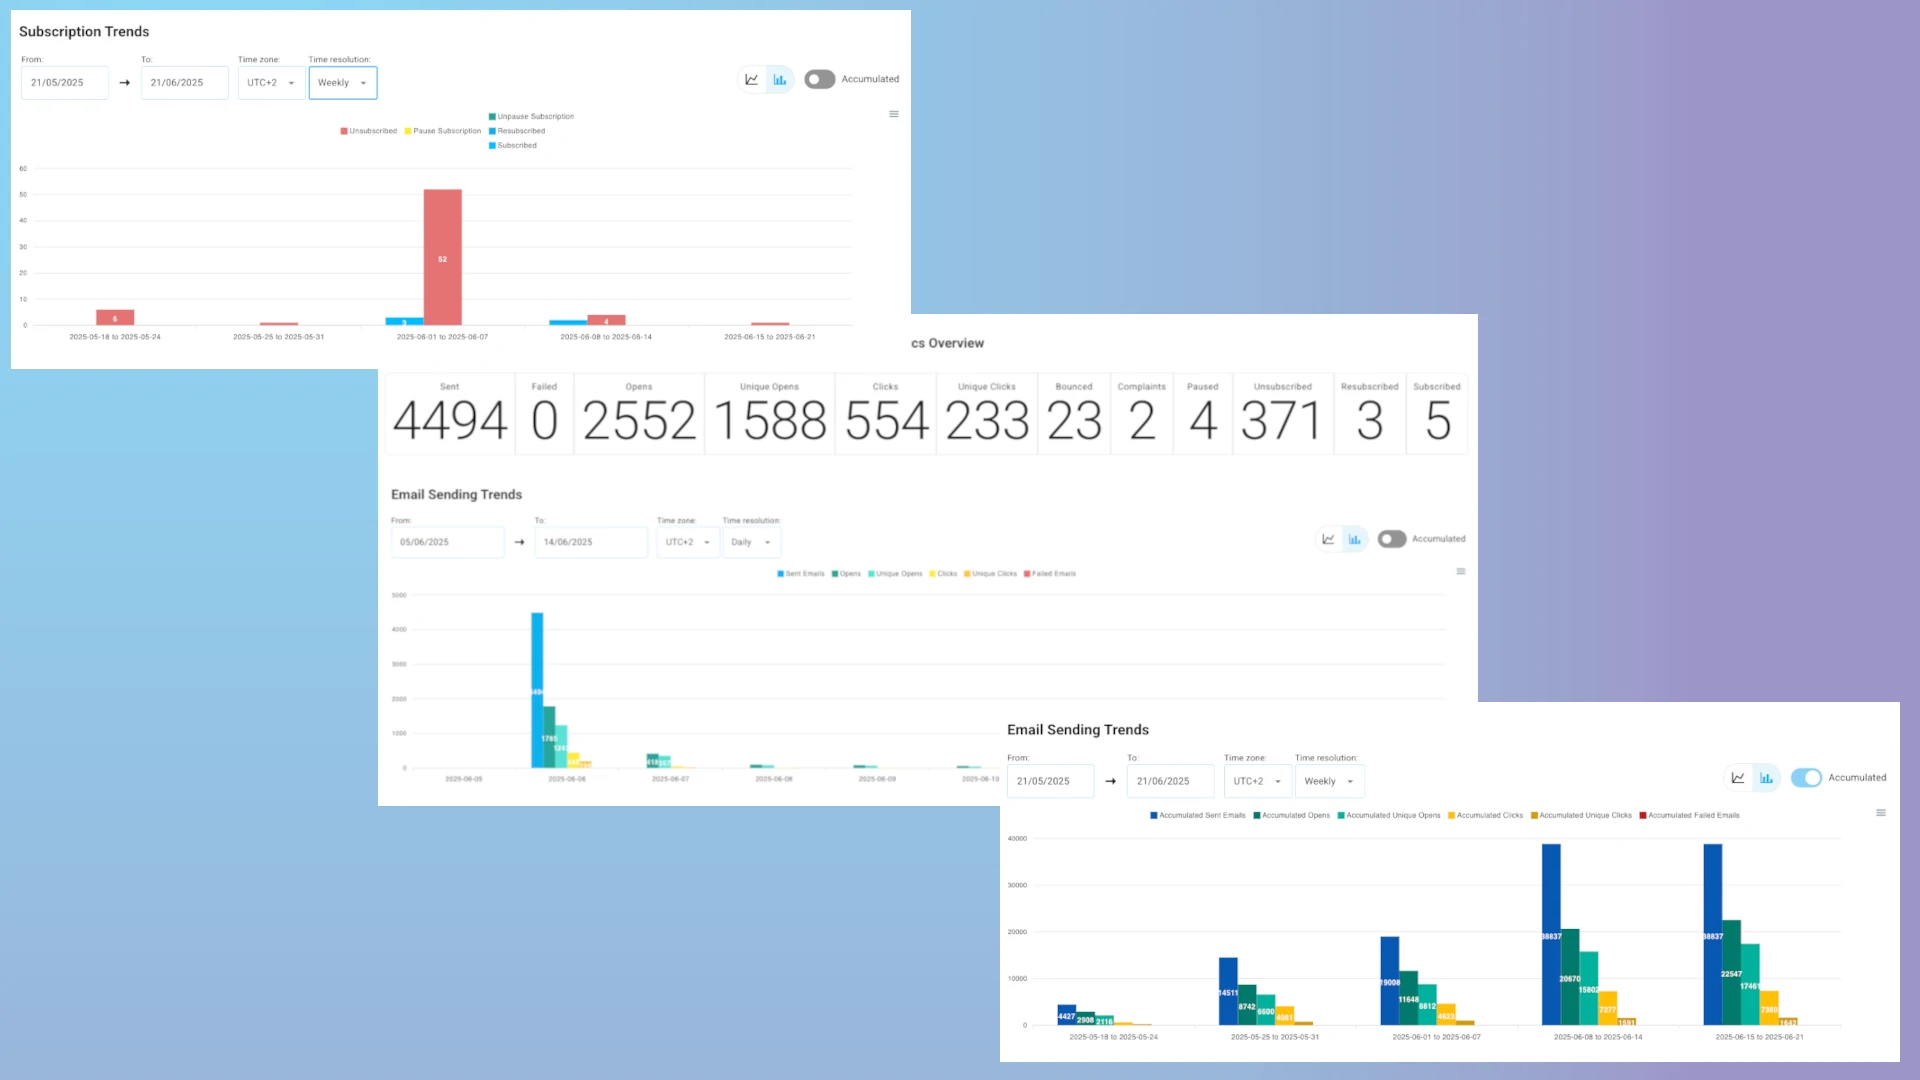 Subscription Trends
From: To: Time zone: Time resolution:
21/05/2025 → 21/06/2025 UTC+2 Weekly
Accumulated
Unpause Subscription
Unsubscribed Pause Subscription Resubscribed
Subscribed
60
50
40
30
20
10
0
6
3
52
4
2025-05-18 to 2025-05-24 2025-05-25 to 2025-05-31 2025-06-01 to 2025-06-07 2025-06-08 to 2025-06-14 2025-06-15 to 2025-06-21
cs Overview
Sent Failed Opens Unique Opens Clicks Unique Clicks Bounced Complaints Paused Unsubscribed Resubscribed Subscribed
4494 0 2552 1588 554 233 23 2 4 371 3 5
Email Sending Trends
From: To: Time zone: Time resolution:
05/06/2025 → 14/06/2025 UTC+2 Daily
Accumulated
Sent Emails Opens Unique Opens Clicks Unique Clicks Failed Emails
5000
4000
3000
2000
1000
0
1785
418
2025-06-05 2025-06-06 2025-06-07 2025-06-08 2025-06-09 2025-06-10
Email Sending Trends
From: To: Time zone: Time resolution:
21/05/2025 → 21/06/2025 UTC+2 Weekly
Accumulated
Accumulated Sent Emails Accumulated Opens Accumulated Unique Opens Accumulated Clicks Accumulated Unique Clicks Accumulated Failed Emails
40000
30000
20000
10000
0
4427 2908 2116
14511 8742 6600 4061
19008 11648 8812 4623
38837 20670 15802 7277 1591
38837 22547 17461 7380 1642
2025-05-18 to 2025-05-24 2025-05-25 to 2025-05-31 2025-06-01 to 2025-06-07 2025-06-08 to 2025-06-14 2025-06-15 to 2025-06-21